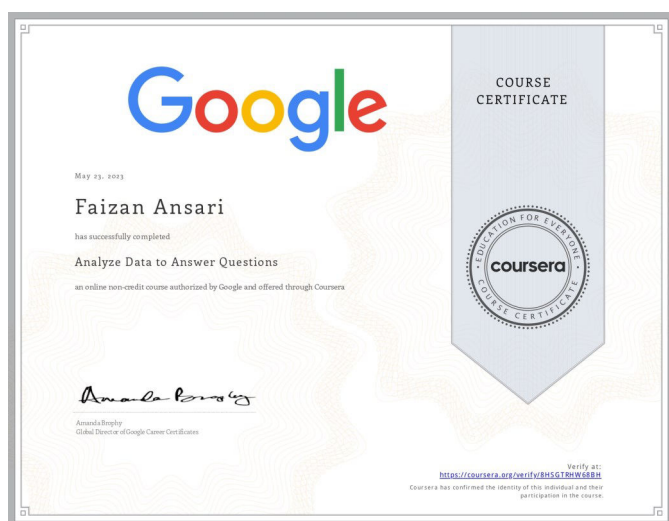 Google
COURSE
CERTIFICATE
May 23, 2023
Faizan Ansari
has successfully completed
Analyze Data to Answer Questions
an online non-credit course authorized by Google and offered through Coursera
EDUCATION FOR EVERYONE
coursera
COURSE CERTIFICATE
Amanda Brophy
Amanda Brophy
Global Director of Google Career Certificates
Verify at:
https://coursera.org/verify/8HSGTRHW68BH
Coursera has confirmed the identity of this individual and their
participation in the course.